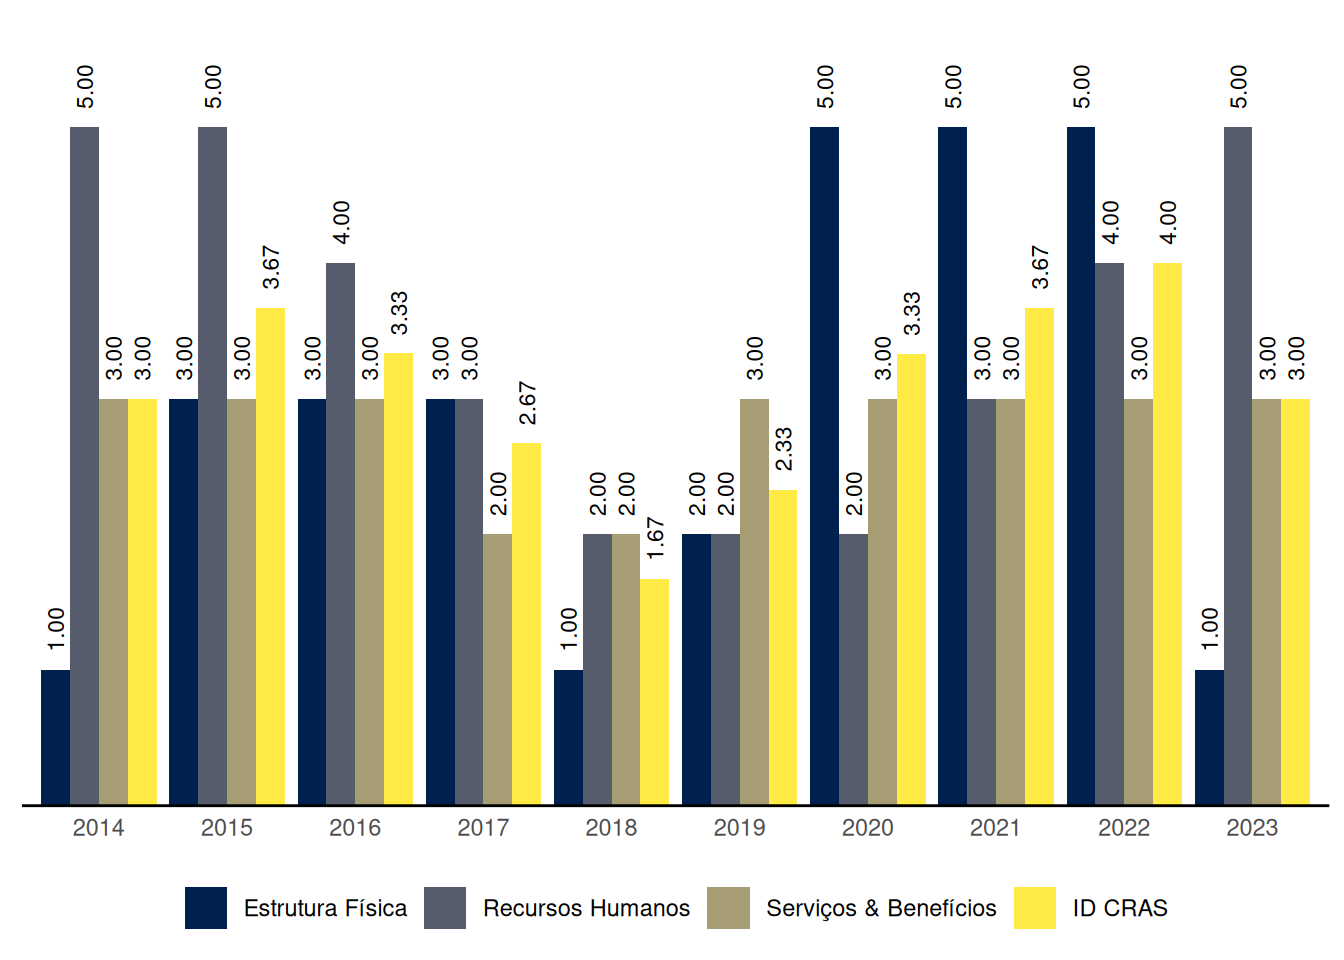 5.00 5.00 5.00 5.00 5.00 5.00
4.00 4.00 4.00
3.67 3.67
3.33 3.33
3.00 3.00 3.00 3.00 3.00 3.00 3.00 3.00 3.00 3.00 3.00 3.00 3.00 3.00 3.00
2.67
2.33
2.00 2.00 2.00 2.00 2.00 2.00
1.67
1.00 1.00 1.00
2014 2015 2016 2017 2018 2019 2020 2021 2022 2023
Estrutura Física Recursos Humanos Serviços & Benefícios ID CRAS